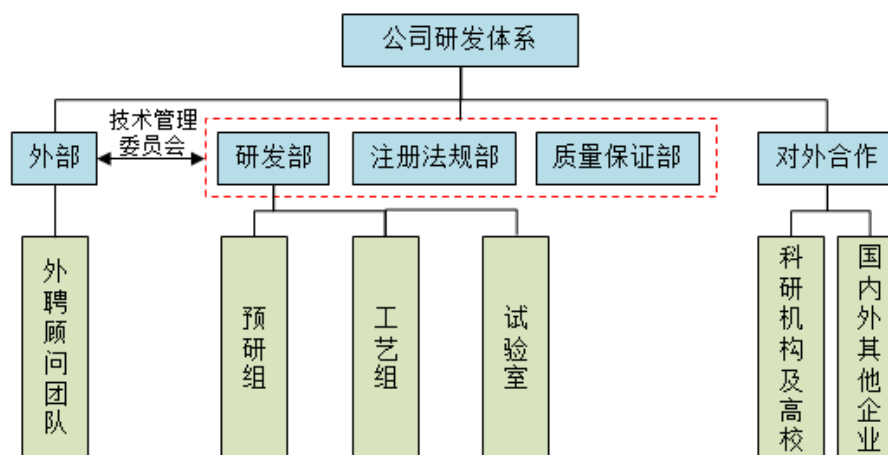 公司研发体系
技术管理
委员会
外部
研发部
注册法规部
质量保证部
对外合作
外聘顾问团队
预研组
工艺组
试验室
科研机构及高校
国内外其他企业